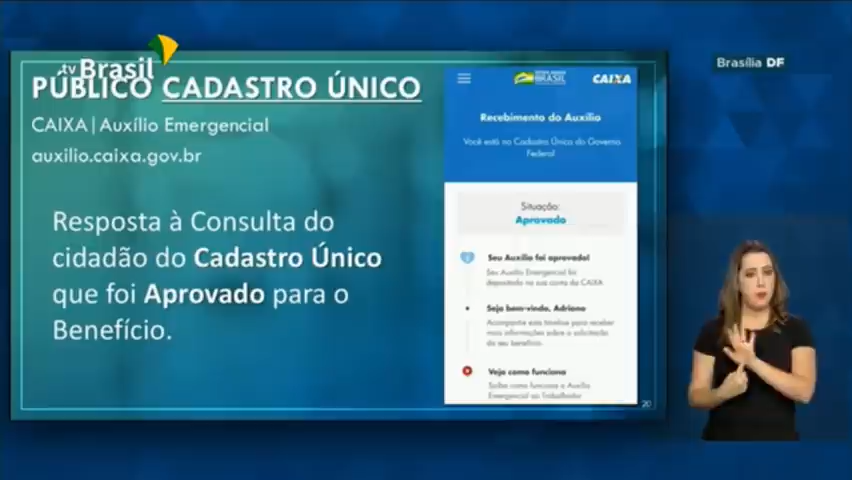 tv Brasil
Brasília DF
PÚBLICO CADASTRO ÚNICO
CAIXA | Auxílio Emergencial
auxilio.caixa.gov.br
Resposta à Consulta do
cidadão do Cadastro Único
que foi Aprovado para o
Benefício.
BRASIL
CAIXA
Recebimento do Auxílio
Você está no Cadastro Único do Governo
Federal
Situação:
Aprovado
Seu Auxílio foi aprovado!
Seu Auxílio Emergencial foi
depositado na sua conta da CAIXA
Seja bem-vindo, Adriano
Acompanhe esta timeline para receber
mais informações sobre a solicitação
do seu benefício.
Veja como funciona
Saiba como funciona o Auxílio
Emergencial ao Trabalhador
20